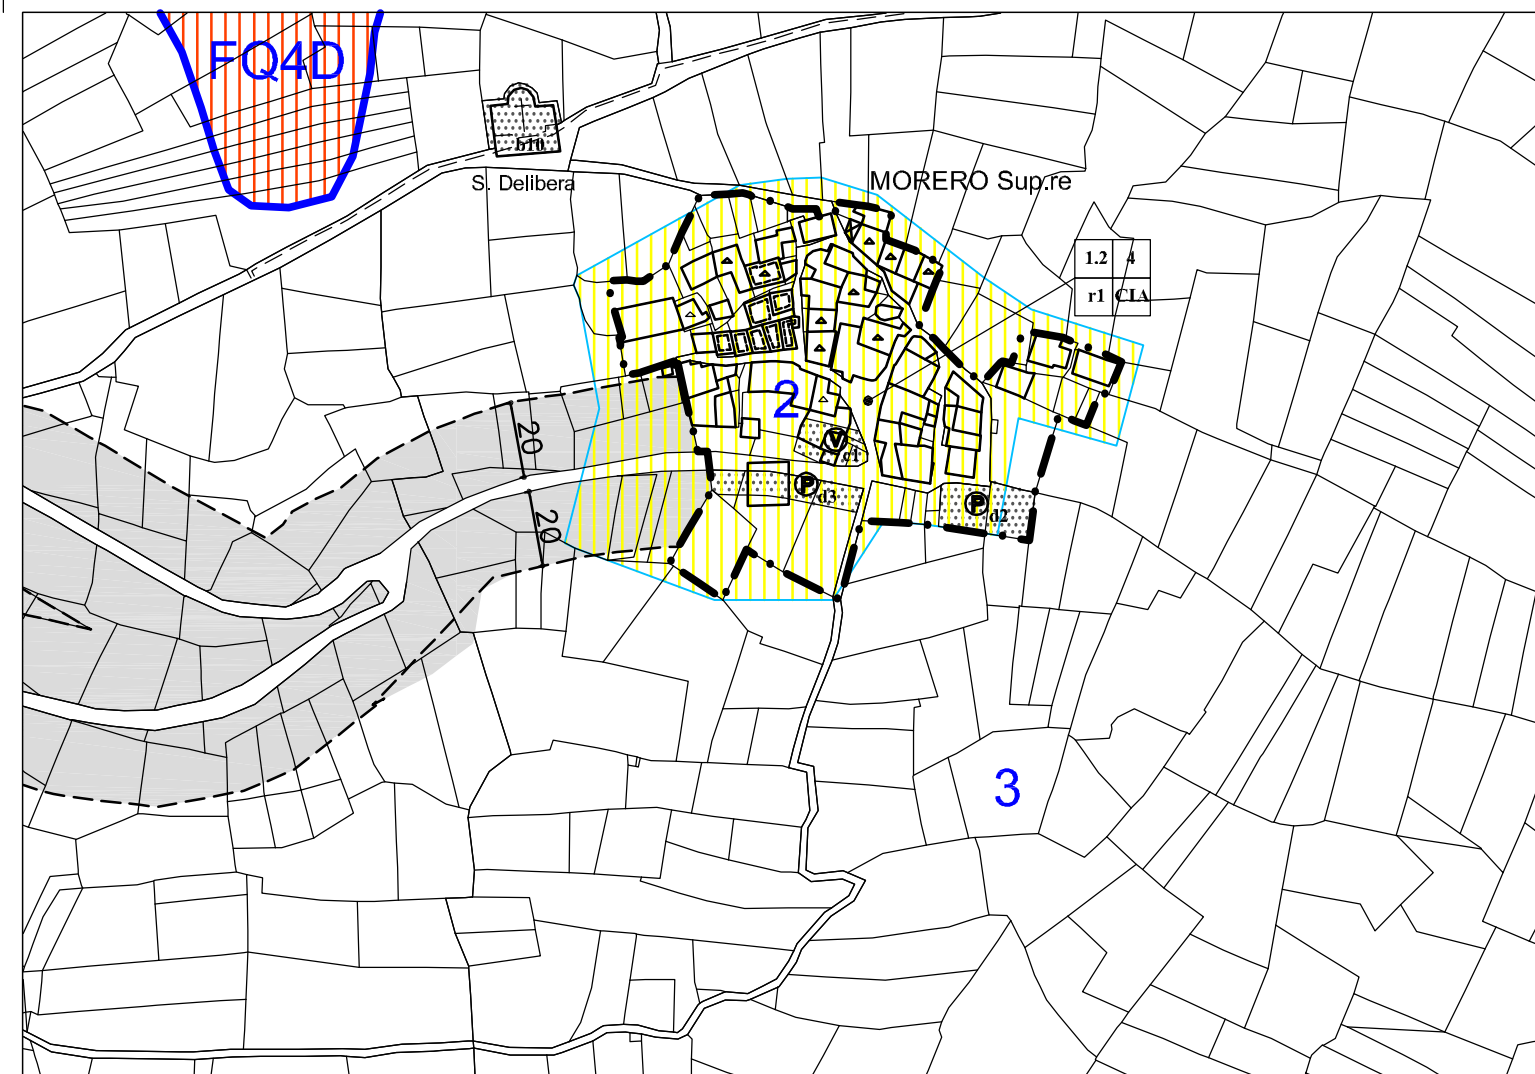 FQ4D
b10
S. Delibera
MORERO Sup.re
1.2 4
r1 CIA
2
20
20
V
c1
P
d3
P
d2
3